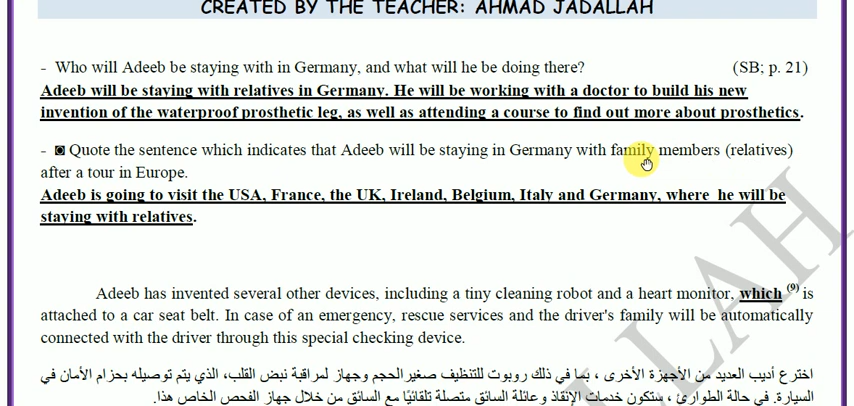 CREATED BY THE TEACHER: AHMAD JADALLAH
- Who will Adeeb be staying with in Germany, and what will he be doing there? (SB; p. 21)
Adeeb will be staying with relatives in Germany. He will be working with a doctor to build his new
invention of the waterproof prosthetic leg, as well as attending a course to find out more about prosthetics.
- ◙ Quote the sentence which indicates that Adeeb will be staying in Germany with family members (relatives)
after a tour in Europe.
Adeeb is going to visit the USA, France, the UK, Ireland, Belgium, Italy and Germany, where he will be
staying with relatives.
Adeeb has invented several other devices, including a tiny cleaning robot and a heart monitor, which (9) is
attached to a car seat belt. In case of an emergency, rescue services and the driver's family will be automatically
connected with the driver through this special checking device.
اخترع أديب العديد من الأجهزة الأخرى ، بما في ذلك روبوت للتنظيف صغير الحجم وجهاز لمراقبة نبض القلب، الذي يتم توصيله بحزام الأمان في
السيارة. في حالة الطوارئ ، ستكون خدمات الإنقاذ وعائلة السائق متصلة تلقائيًا مع السائق من خلال جهاز الفحص الخاص هذا.
LLAH